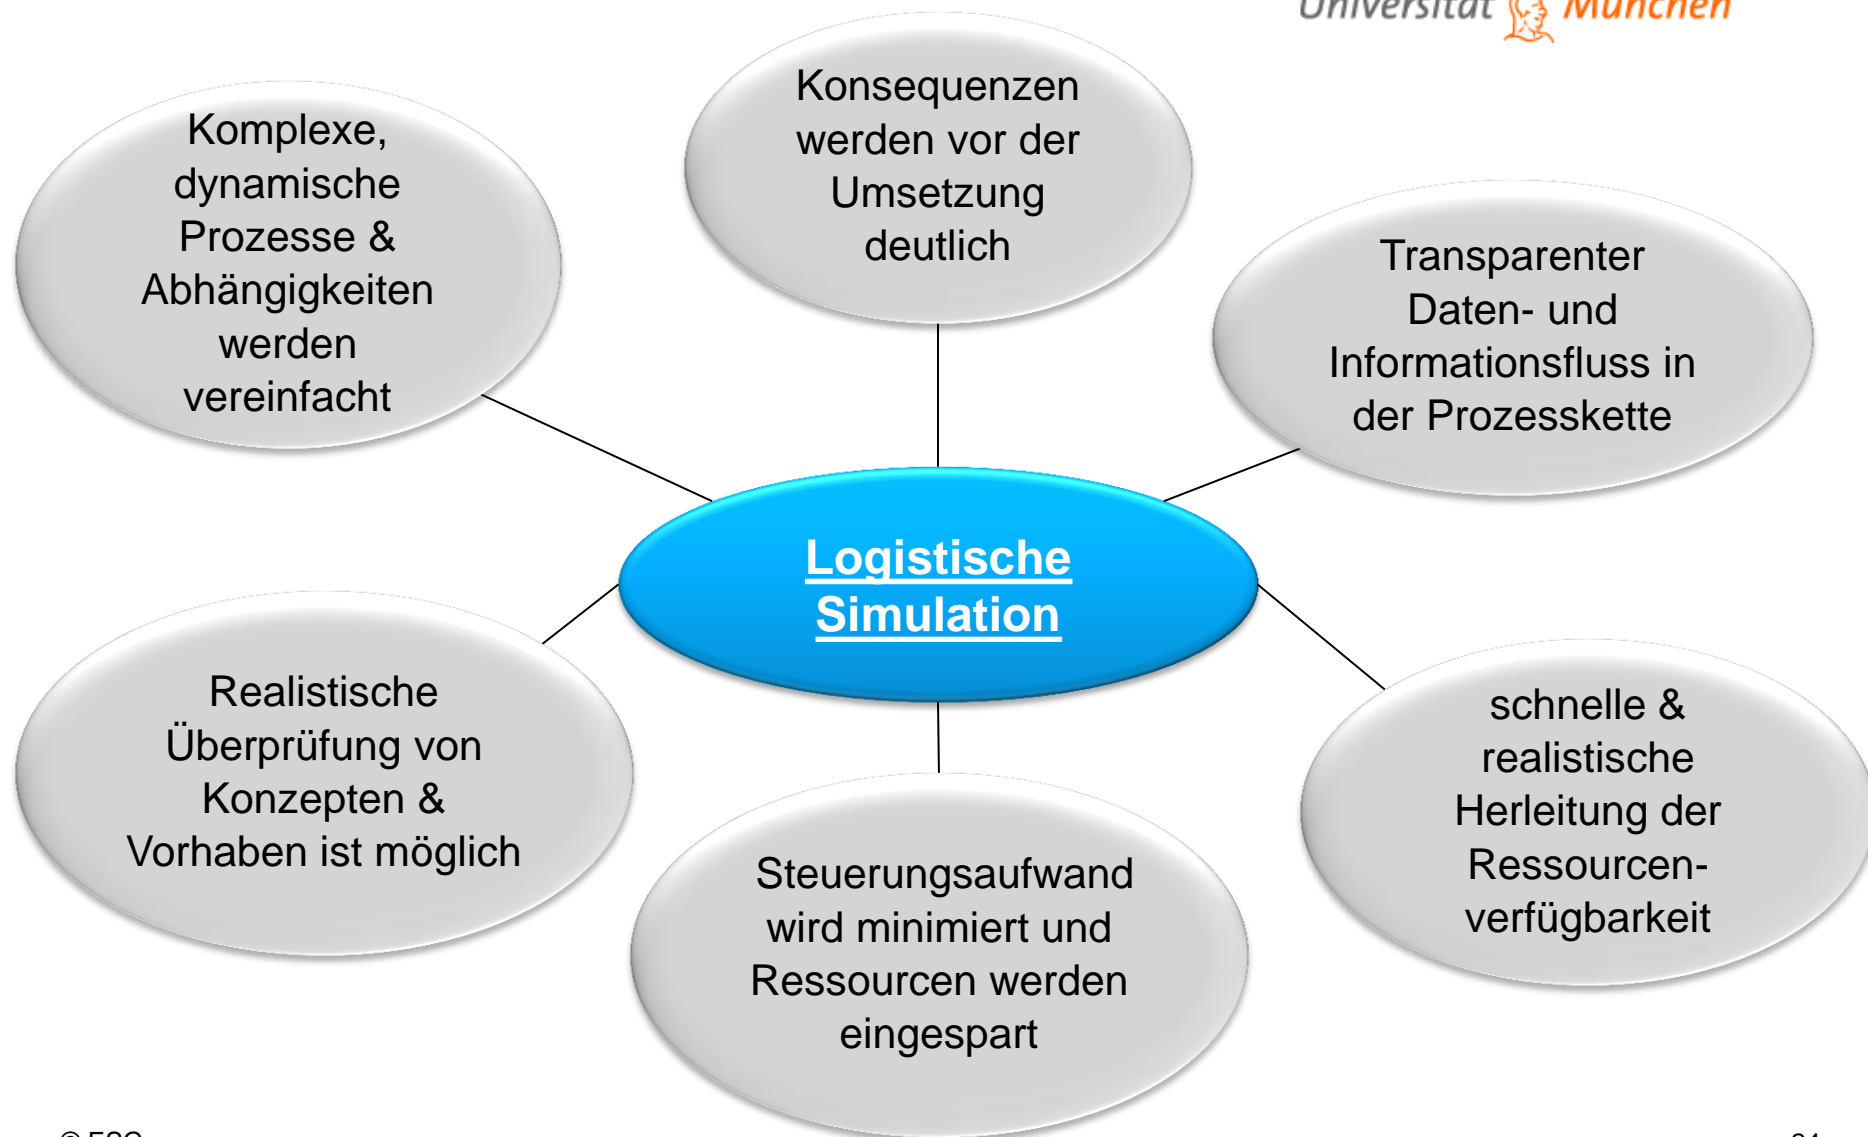 Universität München
Komplexe,
dynamische
Prozesse &
Abhängigkeiten
werden
vereinfacht
Konsequenzen
werden vor der
Umsetzung
deutlich
Transparenter
Daten- und
Informationsfluss in
der Prozesskette
Logistische
Simulation
Realistische
Überprüfung von
Konzepten &
Vorhaben ist möglich
Steuerungsaufwand
wird minimiert und
Ressourcen werden
eingespart
schnelle &
realistische
Herleitung der
Ressourcen-
verfügbarkeit